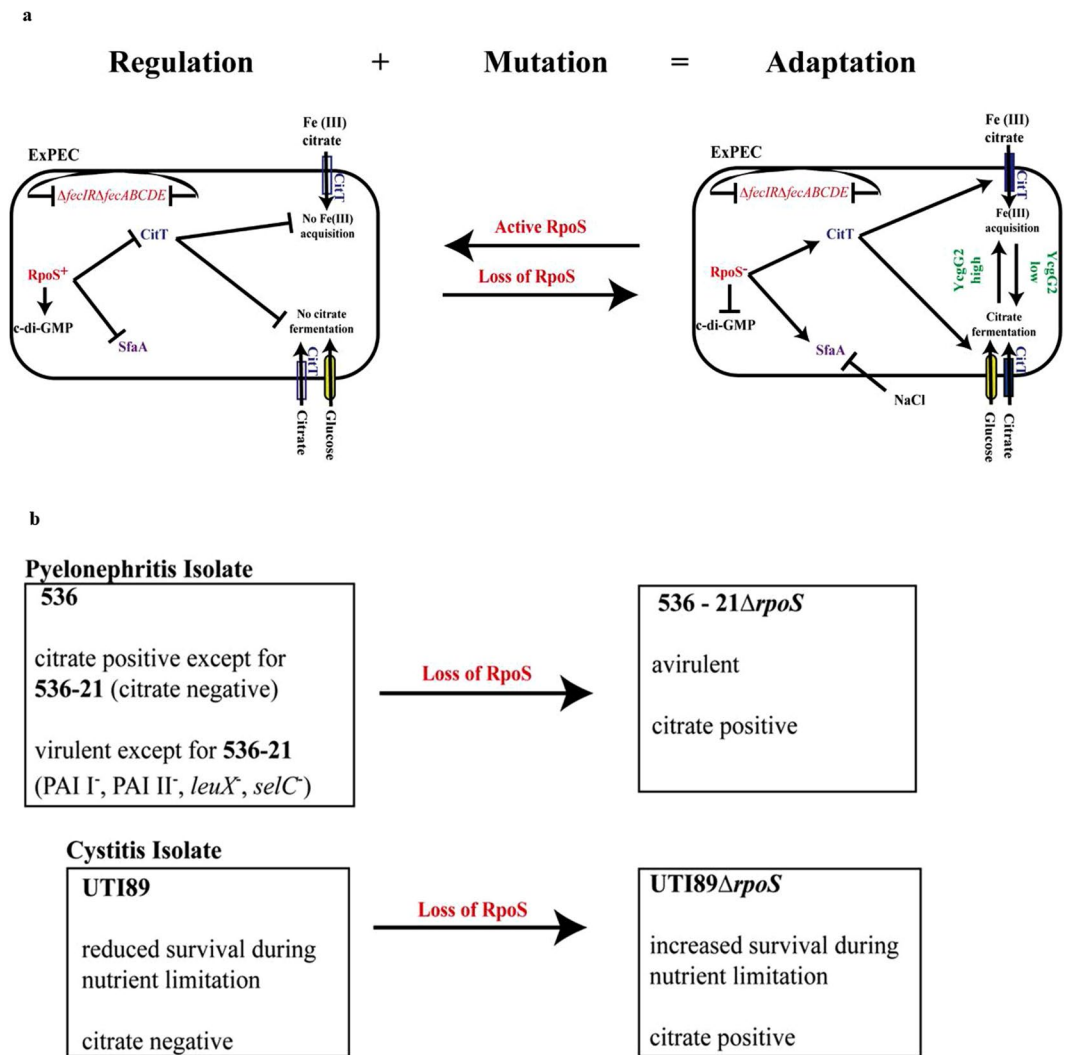 a
Regulation + Mutation = Adaptation
Fe (III)
citrate
ExPEC
CitT
ΔfecIRΔfecABCDE
No Fe(III)
acquisition
CitT
RpoS⁺
c-di-GMP
SfaA
No citrate
fermentation
CitT
Citrate
Glucose
Active RpoS
Loss of RpoS
Fe (III)
citrate
ExPEC
CitT
ΔfecIRΔfecABCDE
Fe(III)
acquisition
CitT
RpoS⁻
YcgG2
high
YcgG2
low
c-di-GMP
SfaA
Citrate
fermentation
CitT
NaCl
Glucose
Citrate
b
Pyelonephritis Isolate
536
citrate positive except for
536-21 (citrate negative)
virulent except for 536-21
(PAI I⁻, PAI II⁻, leuX⁻, selC⁻)
Loss of RpoS
536 - 21ΔrpoS
avirulent
citrate positive
Cystitis Isolate
UTI89
reduced survival during
nutrient limitation
citrate negative
Loss of RpoS
UTI89ΔrpoS
increased survival during
nutrient limitation
citrate positive